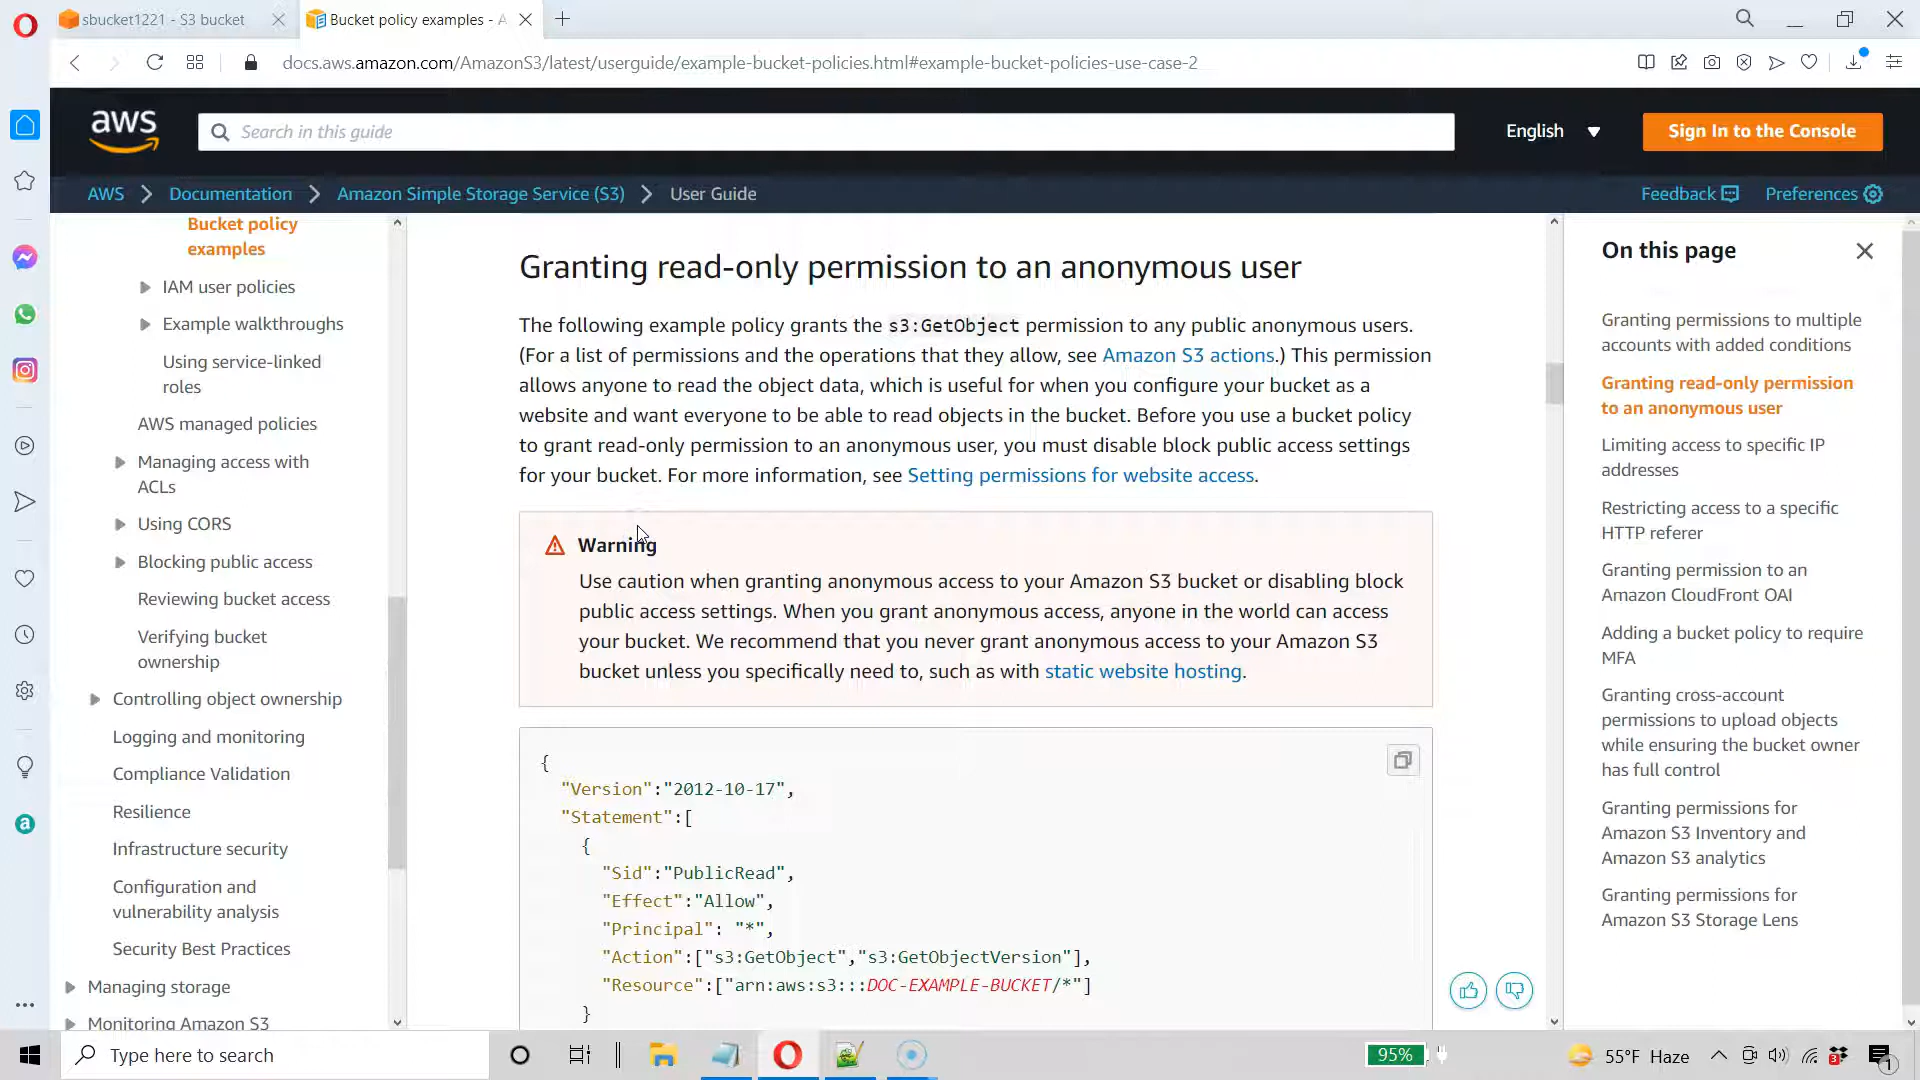 sbucket1221 - S3 bucket
Bucket policy examples - A
docs.aws.amazon.com/AmazonS3/latest/userguide/example-bucket-policies.html#example-bucket-policies-use-case-2
aws
Search in this guide
English
Sign In to the Console
AWS
Documentation
Amazon Simple Storage Service (S3)
User Guide
Feedback
Preferences
Bucket policy
examples
IAM user policies
Example walkthroughs
Using service-linked
roles
AWS managed policies
Managing access with
ACLs
Using CORS
Blocking public access
Reviewing bucket access
Verifying bucket
ownership
Controlling object ownership
Logging and monitoring
Compliance Validation
Resilience
Infrastructure security
Configuration and
vulnerability analysis
Security Best Practices
Managing storage
Monitoring Amazon S3
Granting read-only permission to an anonymous user
The following example policy grants the s3:GetObject permission to any public anonymous users.
(For a list of permissions and the operations that they allow, see Amazon S3 actions.) This permission
allows anyone to read the object data, which is useful for when you configure your bucket as a
website and want everyone to be able to read objects in the bucket. Before you use a bucket policy
to grant read-only permission to an anonymous user, you must disable block public access settings
for your bucket. For more information, see Setting permissions for website access.
Warning
Use caution when granting anonymous access to your Amazon S3 bucket or disabling block
public access settings. When you grant anonymous access, anyone in the world can access
your bucket. We recommend that you never grant anonymous access to your Amazon S3
bucket unless you specifically need to, such as with static website hosting.
{
"Version":"2012-10-17",
"Statement":[
{
"Sid":"PublicRead",
"Effect":"Allow",
"Principal": "*",
"Action":["s3:GetObject","s3:GetObjectVersion"],
"Resource":["arn:aws:s3:::DOC-EXAMPLE-BUCKET/*"]
}
On this page
Granting permissions to multiple
accounts with added conditions
Granting read-only permission
to an anonymous user
Limiting access to specific IP
addresses
Restricting access to a specific
HTTP referer
Granting permission to an
Amazon CloudFront OAI
Adding a bucket policy to require
MFA
Granting cross-account
permissions to upload objects
while ensuring the bucket owner
has full control
Granting permissions for
Amazon S3 Inventory and
Amazon S3 analytics
Granting permissions for
Amazon S3 Storage Lens
Type here to search
95%
55°F Haze
3
1